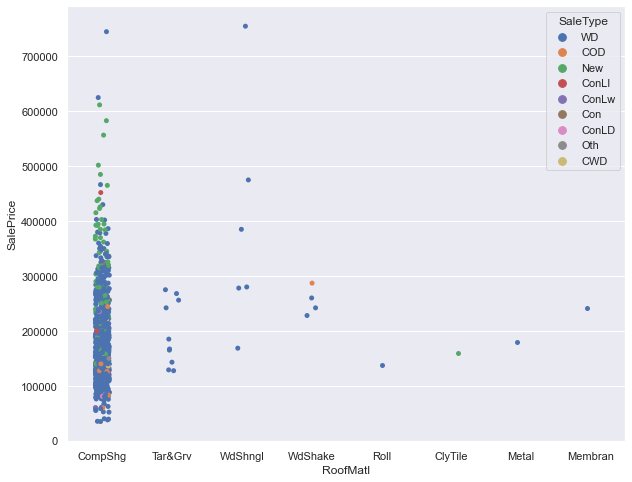 SaleType
WD
COD
New
ConLI
ConLw
Con
ConLD
Oth
CWD
SalePrice
700000
600000
500000
400000
300000
200000
100000
0
CompShg Tar&Grv WdShngl WdShake Roll ClyTile Metal Membran
RoofMatl